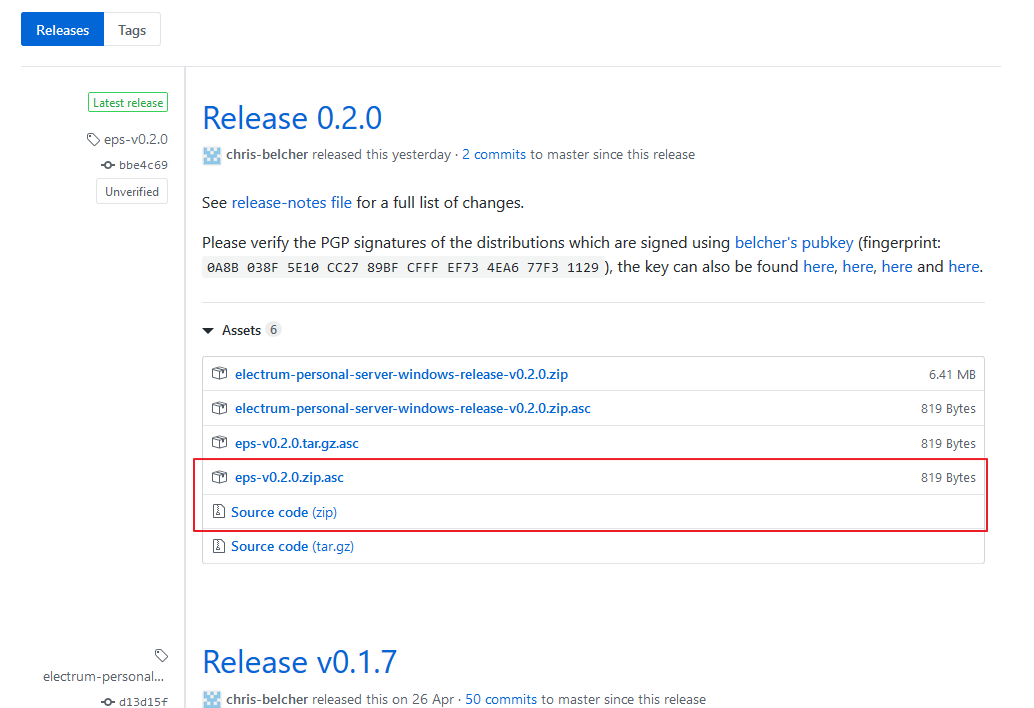 Releases Tags
Latest release
eps-v0.2.0
bbe4c69
Unverified
Release 0.2.0
chris-belcher released this yesterday · 2 commits to master since this release
See release-notes file for a full list of changes.
Please verify the PGP signatures of the distributions which are signed using belcher's pubkey (fingerprint:
0A8B 038F 5E10 CC27 89BF CFFF EF73 4EA6 77F3 1129 ), the key can also be found here, here, here and here.
Assets 6
electrum-personal-server-windows-release-v0.2.0.zip 6.41 MB
electrum-personal-server-windows-release-v0.2.0.zip.asc 819 Bytes
eps-v0.2.0.tar.gz.asc 819 Bytes
eps-v0.2.0.zip.asc 819 Bytes
Source code (zip)
Source code (tar.gz)
electrum-personal...
d13d15f
Release v0.1.7
chris-belcher released this on 26 Apr · 50 commits to master since this release